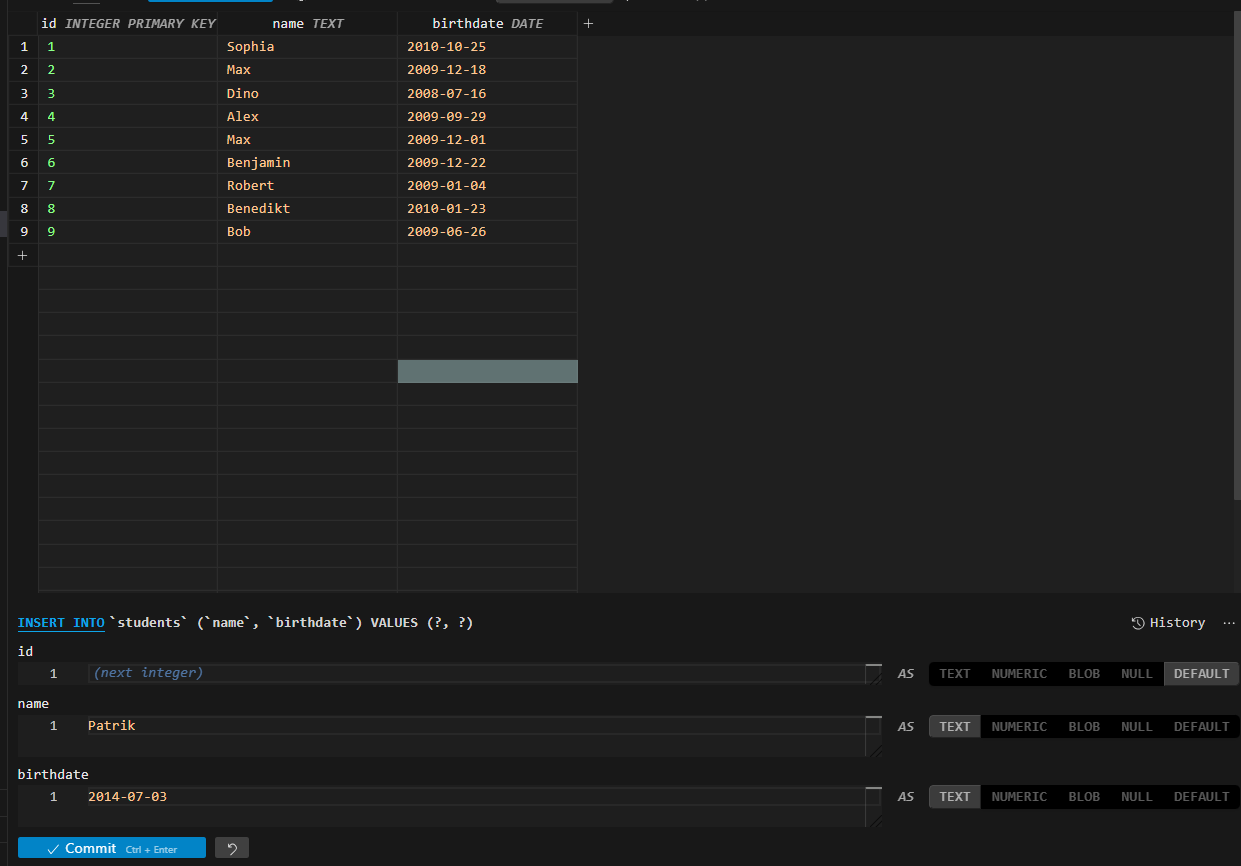 id INTEGER PRIMARY KEY name TEXT birthdate DATE +
1 1 Sophia 2010-10-25
2 2 Max 2009-12-18
3 3 Dino 2008-07-16
4 4 Alex 2009-09-29
5 5 Max 2009-12-01
6 6 Benjamin 2009-12-22
7 7 Robert 2009-01-04
8 8 Benedikt 2010-01-23
9 9 Bob 2009-06-26
+
INSERT INTO `students` (`name`, `birthdate`) VALUES (?, ?) History ...
id
1 (next integer) AS TEXT NUMERIC BLOB NULL DEFAULT
name
1 Patrik AS TEXT NUMERIC BLOB NULL DEFAULT
birthdate
1 2014-07-03 AS TEXT NUMERIC BLOB NULL DEFAULT
Commit Ctrl + Enter